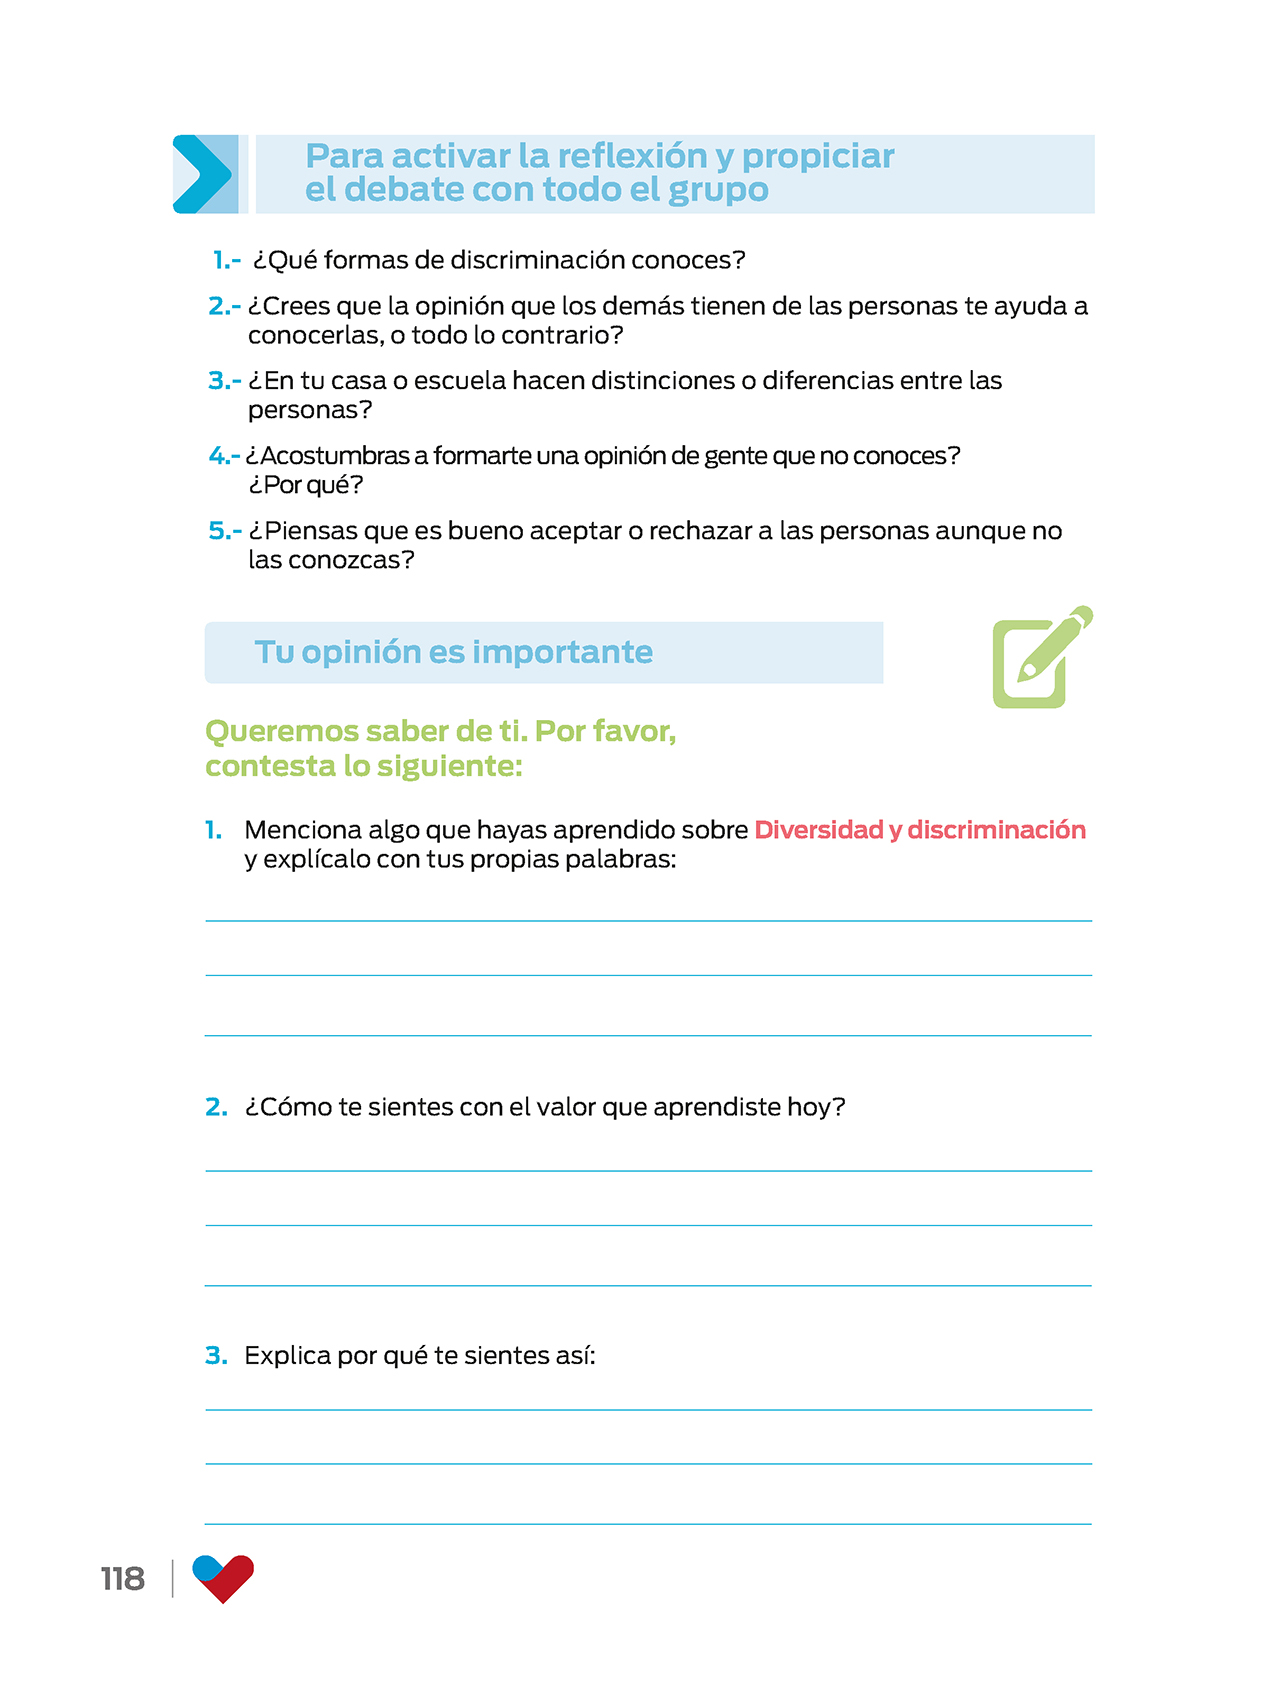 Para activar la reflexión y propiciar
el debate con todo el grupo
1.- ¿Qué formas de discriminación conoces?
2.- ¿Crees que la opinión que los demás tienen de las personas te ayuda a
conocerlas, o todo lo contrario?
3.- ¿En tu casa o escuela hacen distinciones o diferencias entre las
personas?
4.- ¿Acostumbras a formarte una opinión de gente que no conoces?
¿Por qué?
5.- ¿Piensas que es bueno aceptar o rechazar a las personas aunque no
las conozcas?
Tu opinión es importante
Queremos saber de ti. Por favor,
contesta lo siguiente:
1. Menciona algo que hayas aprendido sobre Diversidad y discriminación
y explícalo con tus propias palabras:
2. ¿Cómo te sientes con el valor que aprendiste hoy?
3. Explica por qué te sientes así:
118